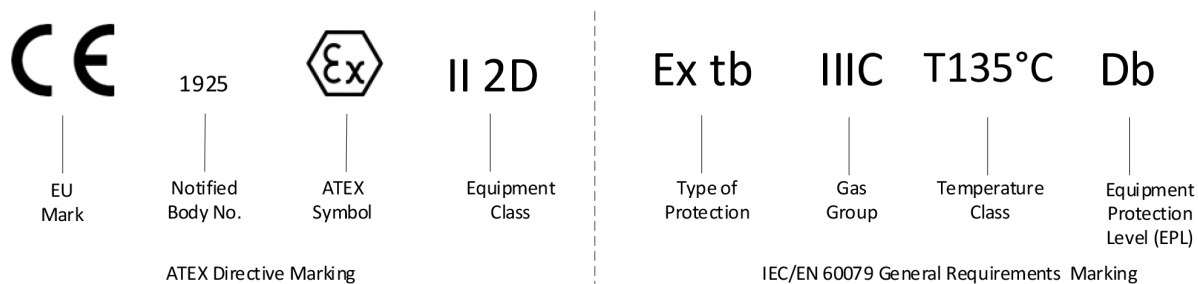 CE 1925 Ex II 2D Ex tb IIIC T135°C Db
EU Mark
Notified Body No.
ATEX Symbol
Equipment Class
Type of Protection
Gas Group
Temperature Class
Equipment Protection Level (EPL)
ATEX Directive Marking
IEC/EN 60079 General Requirements Marking